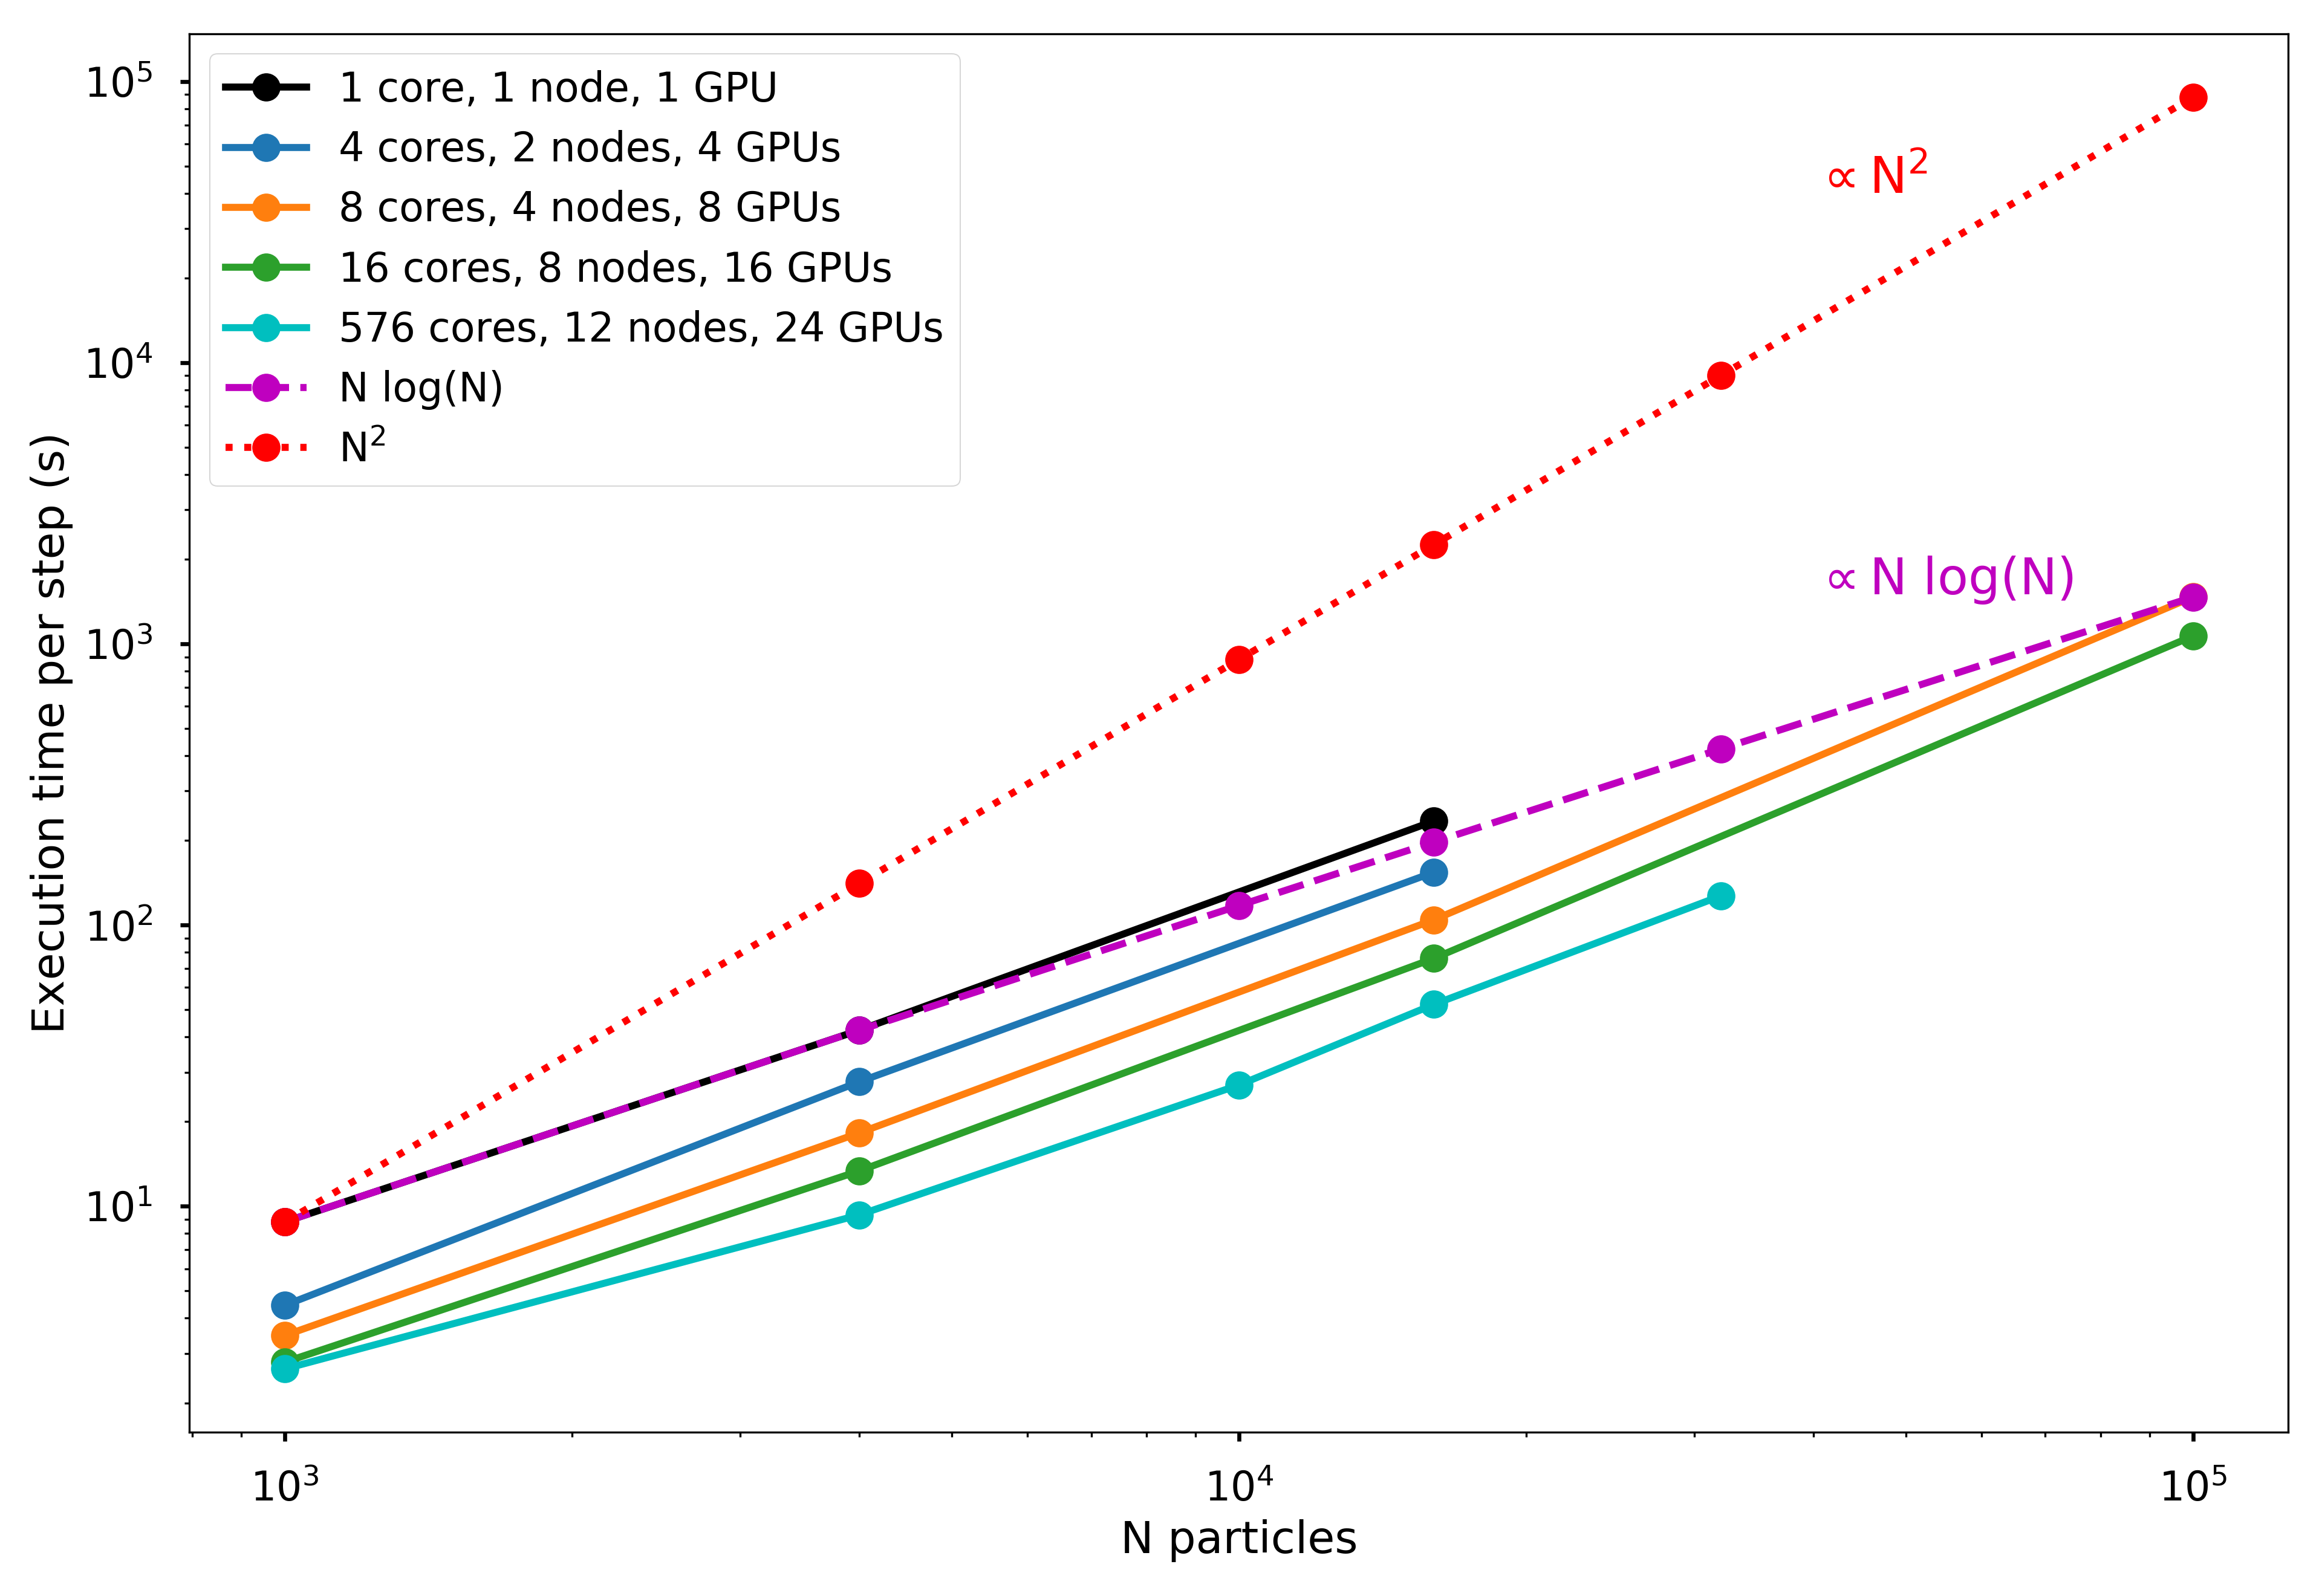 10⁵
10⁴
10³
10²
10¹
Execution time per step (s)
1 core, 1 node, 1 GPU
4 cores, 2 nodes, 4 GPUs
8 cores, 4 nodes, 8 GPUs
16 cores, 8 nodes, 16 GPUs
576 cores, 12 nodes, 24 GPUs
N log(N)
N²
∝ N²
∝ N log(N)
10³ 10⁴ 10⁵
N particles